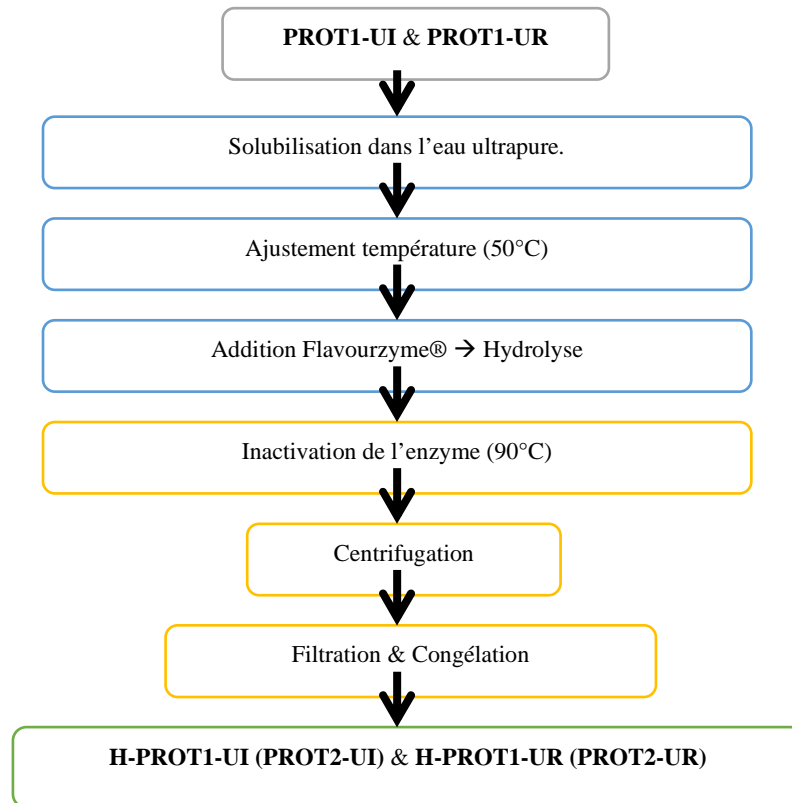 PROT1-UI & PROT1-UR
Solubilisation dans l’eau ultrapure.
Ajustement température (50°C)
Addition Flavourzyme® → Hydrolyse
Inactivation de l’enzyme (90°C)
Centrifugation
Filtration & Congélation
H-PROT1-UI (PROT2-UI) & H-PROT1-UR (PROT2-UR)